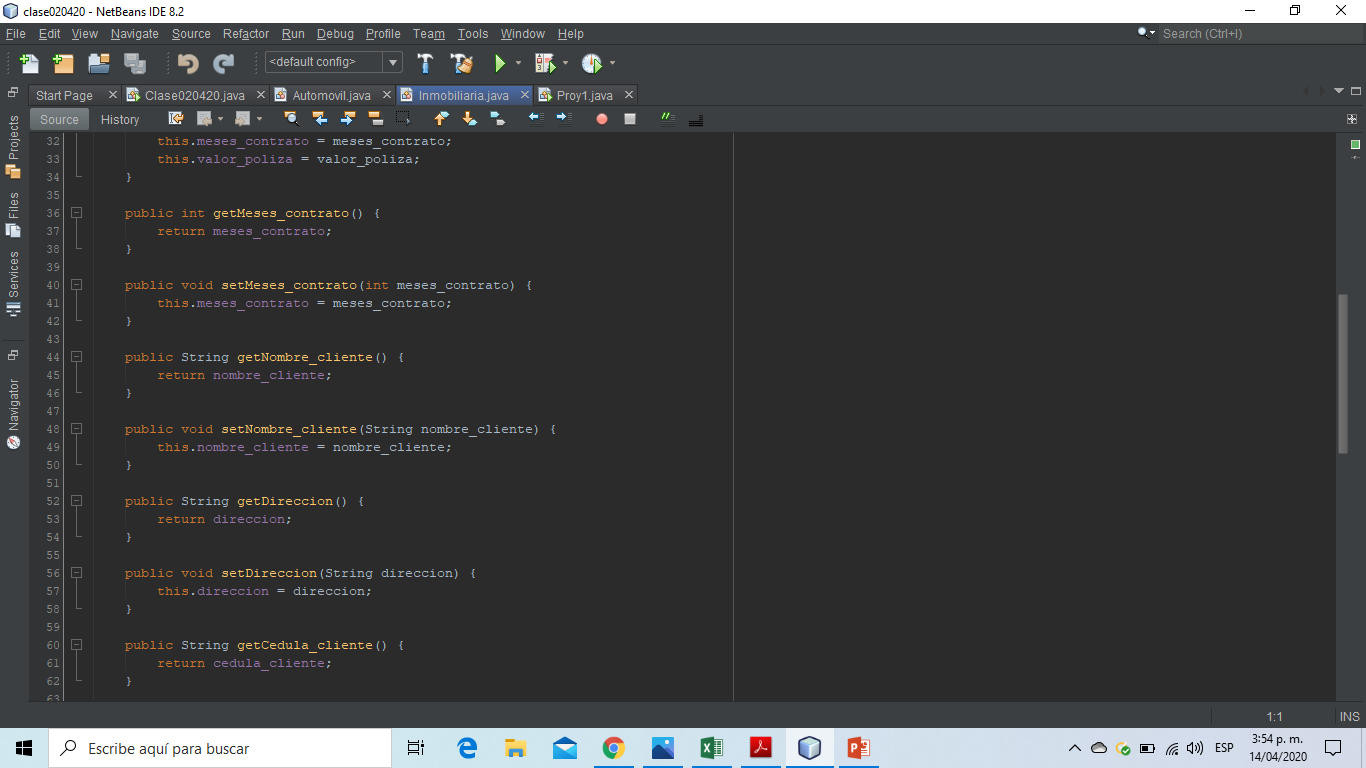 clase020420 - NetBeans IDE 8.2
File Edit View Navigate Source Refactor Run Debug Profile Team Tools Window Help
Search (Ctrl+I)
<default config>
Start Page Clase020420.java Automovil.java Inmobiliaria.java Proy1.java
Source History
Projects
Files
Services
Navigator
32 this.meses_contrato = meses_contrato;
33 this.valor_poliza = valor_poliza;
34 }
35
36 public int getMeses_contrato() {
37 return meses_contrato;
38 }
39
40 public void setMeses_contrato(int meses_contrato) {
41 this.meses_contrato = meses_contrato;
42 }
43
44 public String getNombre_cliente() {
45 return nombre_cliente;
46 }
47
48 public void setNombre_cliente(String nombre_cliente) {
49 this.nombre_cliente = nombre_cliente;
50 }
51
52 public String getDireccion() {
53 return direccion;
54 }
55
56 public void setDireccion(String direccion) {
57 this.direccion = direccion;
58 }
59
60 public String getCedula_cliente() {
61 return cedula_cliente;
62 }
63
1:1 INS
Escribe aquí para buscar
ESP
3:54 p. m.
14/04/2020